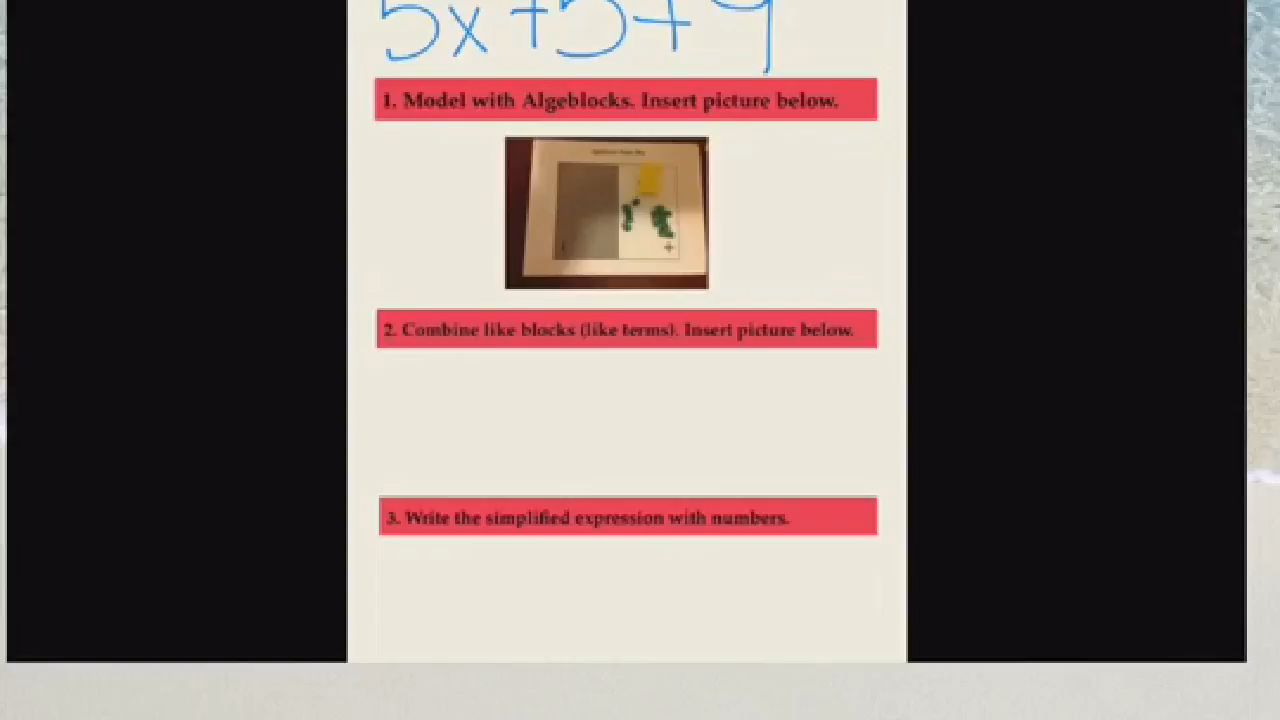 5x+5+9
1. Model with Algeblocks. Insert picture below.
+
2. Combine like blocks (like terms). Insert picture below.
3. Write the simplified expression with numbers.